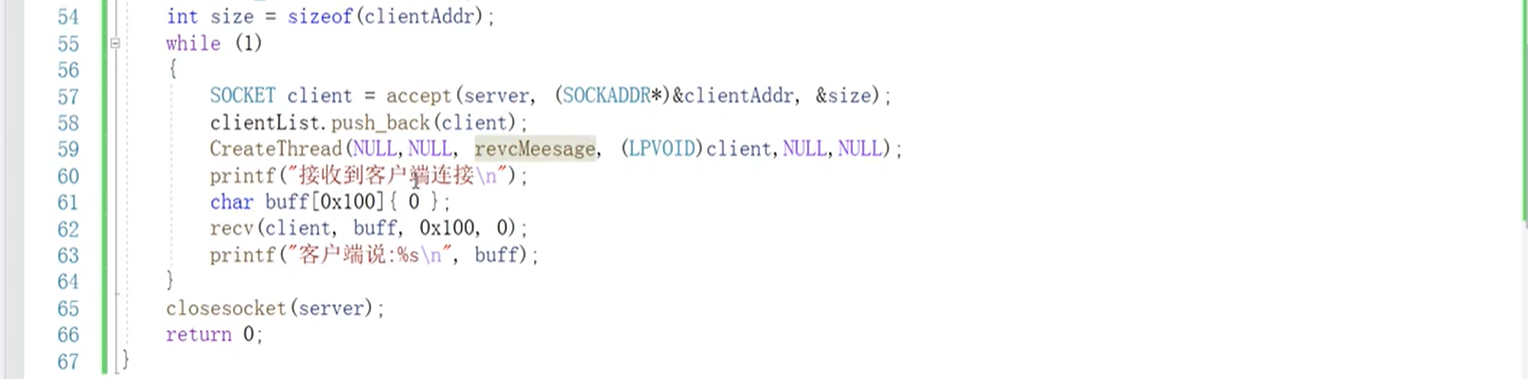 54 int size = sizeof(clientAddr);
55 while (1)
56 {
57 SOCKET client = accept(server, (SOCKADDR*)&clientAddr, &size);
58 clientList.push_back(client);
59 CreateThread(NULL,NULL, revcMeesage, (LPVOID)client,NULL,NULL);
60 printf("接收到客户端连接\n");
61 char buff[0x100]{ 0 };
62 recv(client, buff, 0x100, 0);
63 printf("客户端说:%s\n", buff);
64 }
65 closesocket(server);
66 return 0;
67 }